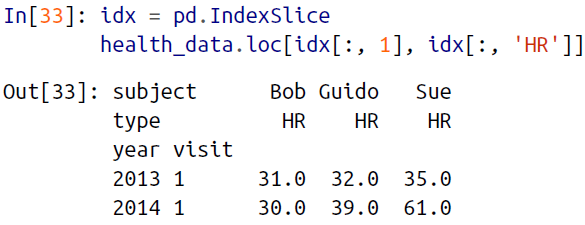 In[33]: idx = pd.IndexSlice
        health_data.loc[idx[:, 1], idx[:, 'HR']]
Out[33]: subject      Bob Guido   Sue
         type          HR    HR    HR
         year visit
         2013 1      31.0  32.0  35.0
         2014 1      30.0  39.0  61.0